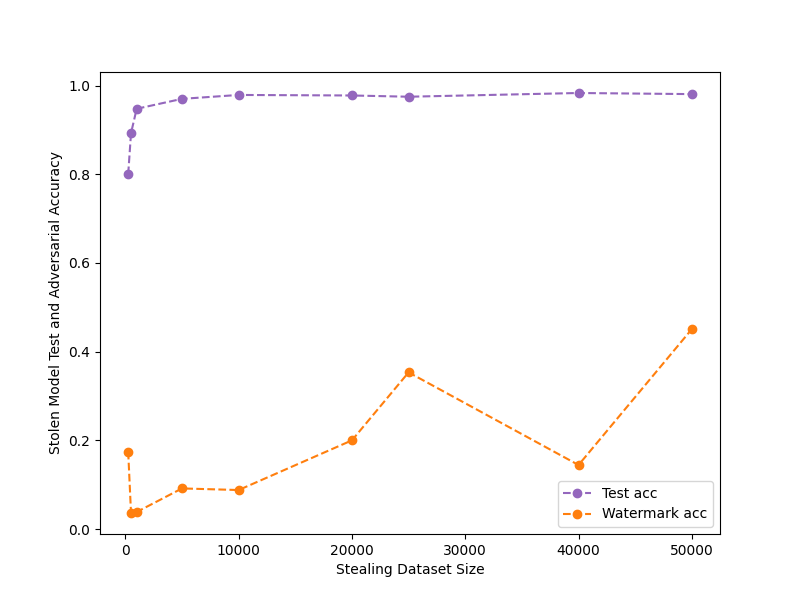 1.0
0.8
0.6
0.4
0.2
0.0
Stolen Model Test and Adversarial Accuracy
0 10000 20000 30000 40000 50000
Stealing Dataset Size
Test acc
Watermark acc